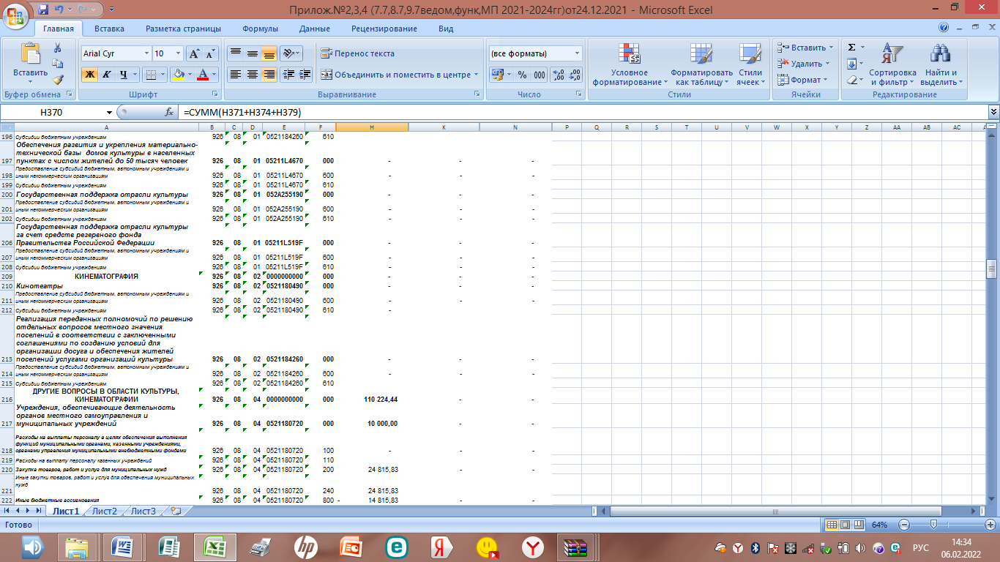 Прилож.№2,3,4 (7.7,8.7,9.7ведом,функ,МП 2021-2024гг)от24.12.2021 - Microsoft Excel
Главная Вставка Разметка страницы Формулы Данные Рецензирование Вид
Вставить
Буфер обмена
Arial Cyr 10
Ж К Ч
Шрифт
Перенос текста
Объединить и поместить в центре
Выравнивание
(все форматы)
% 000
Число
Условное форматирование
Форматировать как таблицу
Стили ячеек
Стили
Вставить
Удалить
Формат
Ячейки
Сортировка и фильтр
Найти и выделить
Редактирование
H370 fx =СУММ(H371+H374+H379)
A B C D E F H K N P Q R S T U V W X Y Z AA AB AC
196 Субсидии бюджетным учреждениям 926 08 01 0521184260 610
Обеспечения развития и укрепления материально-
технической базы домов культуры в населенных
197 пунктах с числом жителей до 50 тысяч человек 926 08 01 05211L4670 000 - - -
Предоставление субсидий бюджетным, автономным учреждениям и
198 иным некоммерческим организациям 926 08 01 05211L4670 600 - - -
199 Субсидии бюджетным учреждениям 926 08 01 05211L4670 610 - - -
200 Государственная поддержка отрасли культуры 926 08 01 052A255190 000 - - -
Предоставление субсидий бюджетным, автономным учреждениям и
201 иным некоммерческим организациям 926 08 01 052A255190 600 - - -
202 Субсидии бюджетным учреждениям 926 08 01 052A255190 610 - - -
Государственная поддержка отрасли культуры
за счет средств резервного фонда
206 Правительства Российской Федерации 926 08 01 05211L519F 000 - - -
Предоставление субсидий бюджетным, автономным учреждениям и
207 иным некоммерческим организациям 926 08 01 05211L519F 600 - - -
208 Субсидии бюджетным учреждениям 926 08 01 05211L519F 610 - - -
209 КИНЕМАТОГРАФИЯ 926 08 02 0000000000 000 - - -
210 Кинотеатры 926 08 02 0521180490 000 - - -
Предоставление субсидий бюджетным, автономным учреждениям и
211 иным некоммерческим организациям 926 08 02 0521180490 600 - - -
212 Субсидии бюджетным учреждениям 926 08 02 0521180490 610 -
Реализация переданных полномочий по решению
отдельных вопросов местного значения
поселений в соответствии с заключенными
соглашениями по созданию условий для
организации досуга и обеспечения жителей
213 поселений услугами организаций культуры 926 08 02 0521184260 000 - - -
Предоставление субсидий бюджетным, автономным учреждениям и
214 иным некоммерческим организациям 926 08 02 0521184260 600 - - -
215 Субсидии бюджетным учреждениям 926 08 02 0521184260 610 - - -
ДРУГИЕ ВОПРОСЫ В ОБЛАСТИ КУЛЬТУРЫ,
216 КИНЕМАТОГРАФИИ 926 08 04 0000000000 000 110 224,44 - -
Учреждения, обеспечивающие деятельность
органов местного самоуправления и
217 муниципальных учреждений 926 08 04 0521180720 000 10 000,00 - -
Расходы на выплаты персоналу в целях обеспечения выполнения
функций муниципальными органами, казенными учреждениями,
218 органами управления муниципальными внебюджетными фондами 926 08 04 0521180720 100 - - -
219 Расходы на выплату персоналу казенных учреждений 926 08 04 0521180720 110
220 Закупка товаров, работ и услуг для муниципальных нужд 926 08 04 0521180720 200 24 815,83 - -
Иные закупки товаров, работ и услуг для обеспечения муниципальных
221 нужд 926 08 04 0521180720 240 24 815,83
222 Иные бюджетные ассигнования 926 08 04 0521180720 800 - 14 815,83 - -
Лист1 Лист2 Лист3
Готово 64%
РУС 14:34
06.02.2022